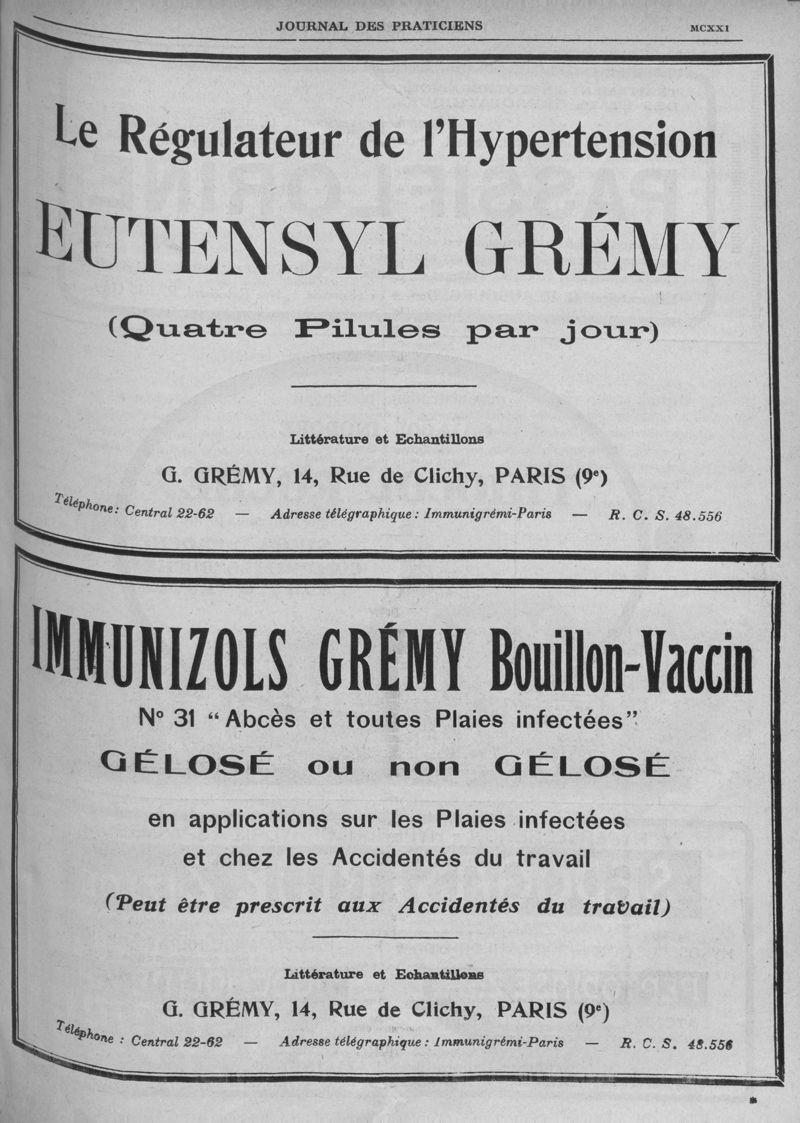 JOURNAL DES PRATICIENS MCXXI
Le Régulateur de l'Hypertension
EUTENSYL GRÉMY
(Quatre Pilules par jour)
Littérature et Echantillons
G. GRÉMY, 14, Rue de Clichy, PARIS (9e)
Téléphone: Central 22-62 — Adresse télégraphique: Immunigrémi-Paris — R. C. S. 48.556
IMMUNIZOLS GRÉMY Bouillon-Vaccin
No 31 "Abcès et toutes Plaies infectées"
GÉLOSÉ ou non GÉLOSÉ
en applications sur les Plaies infectées
et chez les Accidentés du travail
(Peut être prescrit aux Accidentés du travail)
Littérature et Echantillons
G. GRÉMY, 14, Rue de Clichy, PARIS (9e)
Téléphone : Central 22-62 — Adresse télégraphique : Immunigrémi-Paris — R. C. S. 48.556
*